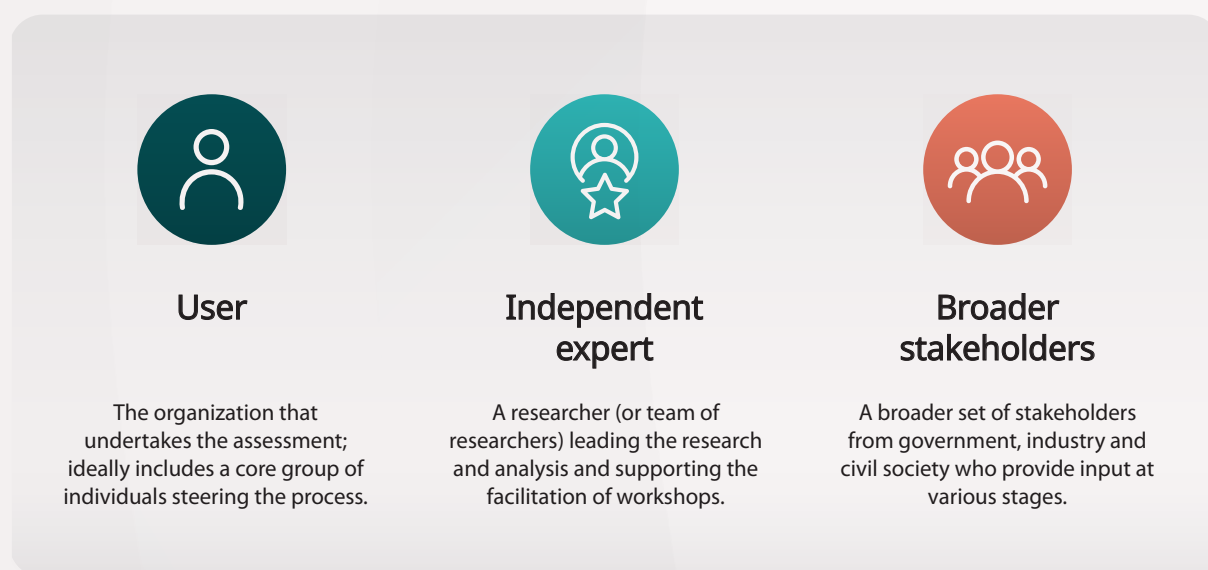 User
The organization that
undertakes the assessment;
ideally includes a core group of
individuals steering the process.
Independent
expert
A researcher (or team of
researchers) leading the research
and analysis and supporting the
facilitation of workshops.
Broader
stakeholders
A broader set of stakeholders
from government, industry and
civil society who provide input at
various stages.